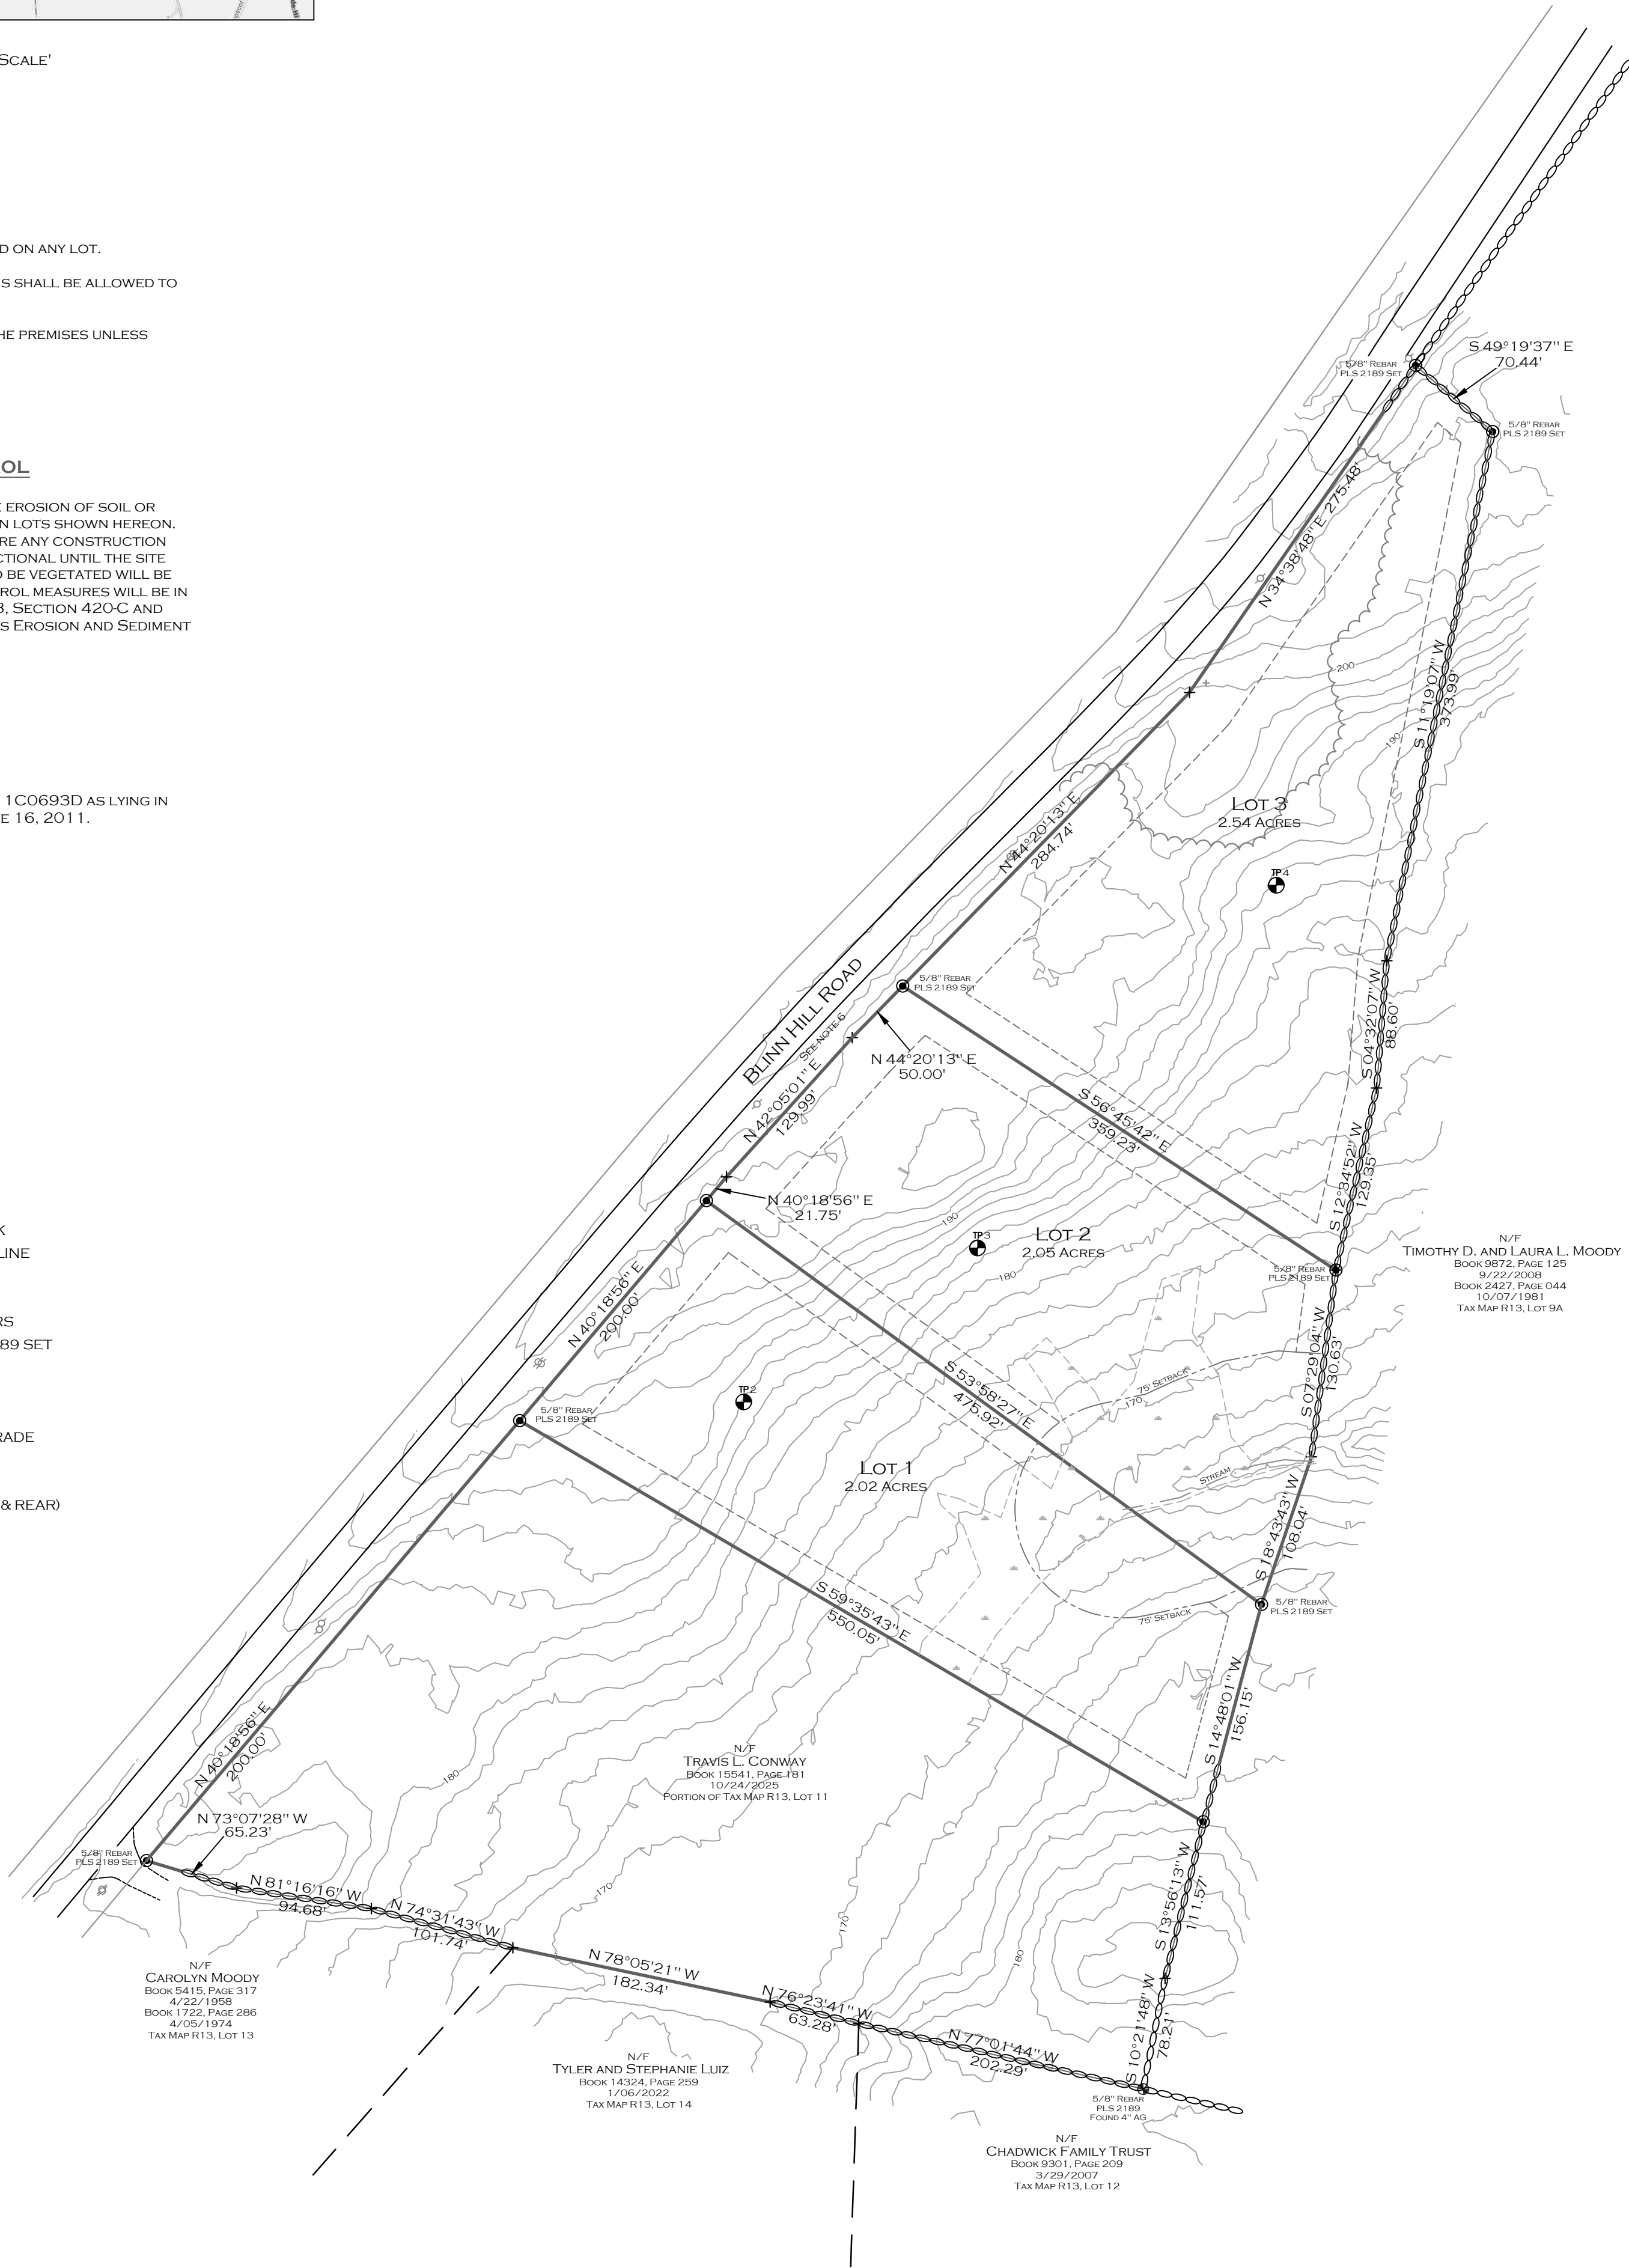 Scale'
D ON ANY LOT.
S SHALL BE ALLOWED TO
HE PREMISES UNLESS
OL
E EROSION OF SOIL OR
N LOTS SHOWN HEREON.
RE ANY CONSTRUCTION
CTIONAL UNTIL THE SITE
O BE VEGETATED WILL BE
TROL MEASURES WILL BE IN
3, SECTION 420-C AND
S EROSION AND SEDIMENT
1C0693D AS LYING IN
E 16, 2011.
K
LINE
RS
89 SET
RADE
& REAR)
S 49°19'37" E
70.44'
5/8" Rebar
PLS 2189 Set
5/8" Rebar
PLS 2189 Set
N 34°38'48" E 275.48'
200
S 11°19'07" W
373.99'
190
Lot 3
2.54 Acres
N 44°20'13" E
284.74'
TP 4
5/8" Rebar
PLS 2189 Set
Blinn Hill Road
See Note 6
S 04°32'07" W
88.60'
N 44°20'13" E
50.00'
N 42°05'01" E
129.99'
S 56°45'42" E
359.23'
S 12°34'52" W
129.35'
N 40°18'56" E
21.75'
190
TP 3
Lot 2
2.05 Acres
180
5/8" Rebar
PLS 2189 Set
N/F
Timothy D. and Laura L. Moody
Book 9872, Page 125
9/22/2008
Book 2427, Page 044
10/07/1981
Tax Map R13, Lot 9A
N 40°18'56" E
200.00'
S 07°29'04" W
130.63'
75' Setback
170
TP 2
S 53°58'27" E
475.92'
5/8" Rebar
PLS 2189 Set
Lot 1
2.02 Acres
Stream
S 18°43'43" W
108.04'
75' Setback
5/8" Rebar
PLS 2189 Set
S 59°35'43" E
550.05'
S 14°48'01" W
156.15'
N 40°18'56" E
200.00'
N/F
Travis L. Conway
Book 15541, Page 181
10/24/2025
Portion of Tax Map R13, Lot 11
180
N 73°07'28" W
65.23'
5/8" Rebar
PLS 2189 Set
N 81°16'16" W
94.68'
N 74°31'43" W
101.74'
170
170
180
S 13°56'13" W
111.57'
N 78°05'21" W
182.34'
N 76°23'41" W
63.28'
N 77°01'44" W
202.29'
S 10°21'48" W
78.21'
N/F
Carolyn Moody
Book 5415, Page 317
4/22/1958
Book 1722, Page 286
4/05/1974
Tax Map R13, Lot 13
N/F
Tyler and Stephanie Luiz
Book 14324, Page 259
1/06/2022
Tax Map R13, Lot 14
5/8" Rebar
PLS 2189
Found 4" AG
N/F
Chadwick Family Trust
Book 9301, Page 209
3/29/2007
Tax Map R13, Lot 12